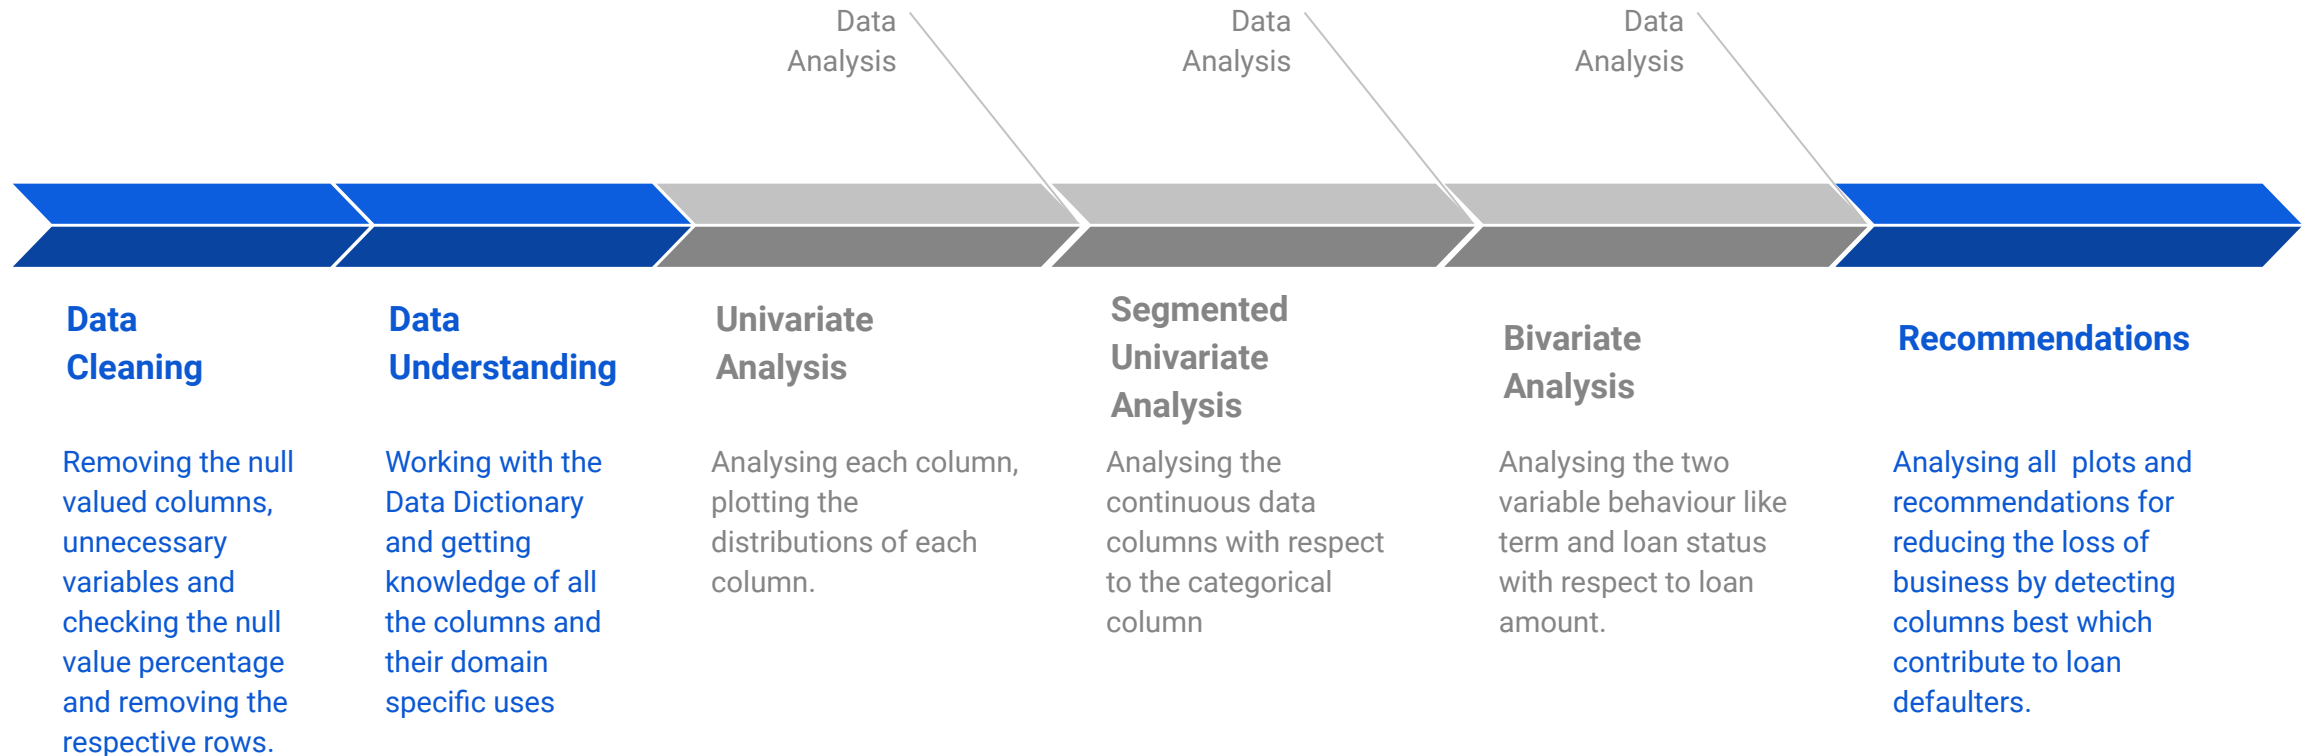 Data
Analysis
Data
Analysis
Data
Analysis
Data
Cleaning
Removing the null
valued columns,
unnecessary
variables and
checking the null
value percentage
and removing the
respective rows.
Data
Understanding
Working with the
Data Dictionary
and getting
knowledge of all
the columns and
their domain
specific uses
Univariate
Analysis
Analysing each column,
plotting the
distributions of each
column.
Segmented
Univariate
Analysis
Analysing the
continuous data
columns with respect
to the categorical
column
Bivariate
Analysis
Analysing the two
variable behaviour like
term and loan status
with respect to loan
amount.
Recommendations
Analysing all  plots and
recommendations for
reducing the loss of
business by detecting
columns best which
contribute to loan
defaulters.